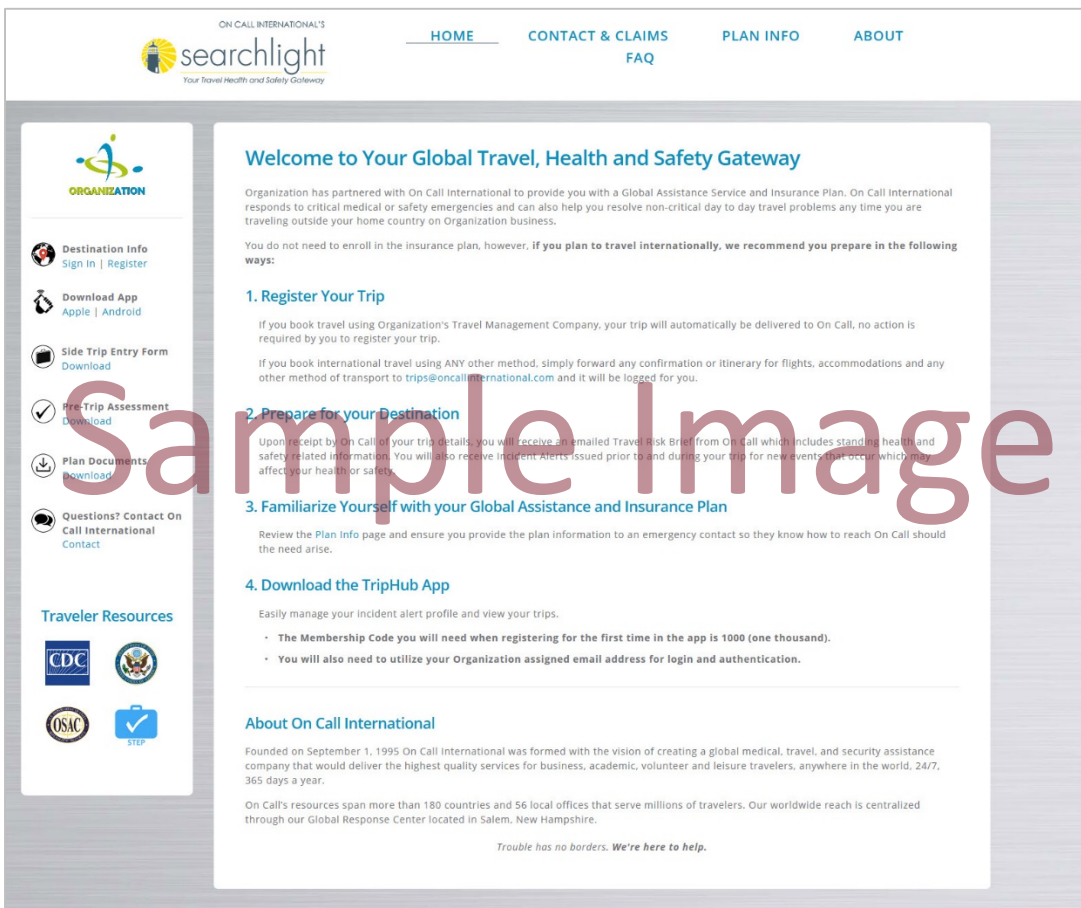 ON CALL INTERNATIONAL'S
searchlight
Your Travel Health and Safety Gateway
HOME CONTACT & CLAIMS PLAN INFO ABOUT
FAQ
ORGANIZATION
Destination Info
Sign In | Register
Download App
Apple | Android
Side Trip Entry Form
Download
Pre-Trip Assessment
Download
Plan Documents
Download
Questions? Contact On
Call International
Contact
Traveler Resources
CDC
OSAC
STEP
Welcome to Your Global Travel, Health and Safety Gateway
Organization has partnered with On Call International to provide you with a Global Assistance Service and Insurance Plan. On Call International
responds to critical medical or safety emergencies and can also help you resolve non-critical day to day travel problems any time you are
traveling outside your home country on Organization business.
You do not need to enroll in the insurance plan, however, if you plan to travel internationally, we recommend you prepare in the following
ways:
1. Register Your Trip
If you book travel using Organization's Travel Management Company, your trip will automatically be delivered to On Call, no action is
required by you to register your trip.
If you book international travel using ANY other method, simply forward any confirmation or itinerary for flights, accommodations and any
other method of transport to trips@oncallinternational.com and it will be logged for you.
2. Prepare for your Destination
Upon receipt by On Call of your trip details, you will receive an emailed Travel Risk Brief from On Call which includes standing health and
safety related information. You will also receive Incident Alerts issued prior to and during your trip for new events that occur which may
affect your health or safety.
3. Familiarize Yourself with your Global Assistance and Insurance Plan
Review the Plan Info page and ensure you provide the plan information to an emergency contact so they know how to reach On Call should
the need arise.
4. Download the TripHub App
Easily manage your incident alert profile and view your trips.
• The Membership Code you will need when registering for the first time in the app is 1000 (one thousand).
• You will also need to utilize your Organization assigned email address for login and authentication.
About On Call International
Founded on September 1, 1995 On Call International was formed with the vision of creating a global medical, travel, and security assistance
company that would deliver the highest quality services for business, academic, volunteer and leisure travelers, anywhere in the world, 24/7,
365 days a year.
On Call's resources span more than 180 countries and 56 local offices that serve millions of travelers. Our worldwide reach is centralized
through our Global Response Center located in Salem, New Hampshire.
Trouble has no borders. We're here to help.
Sample Image